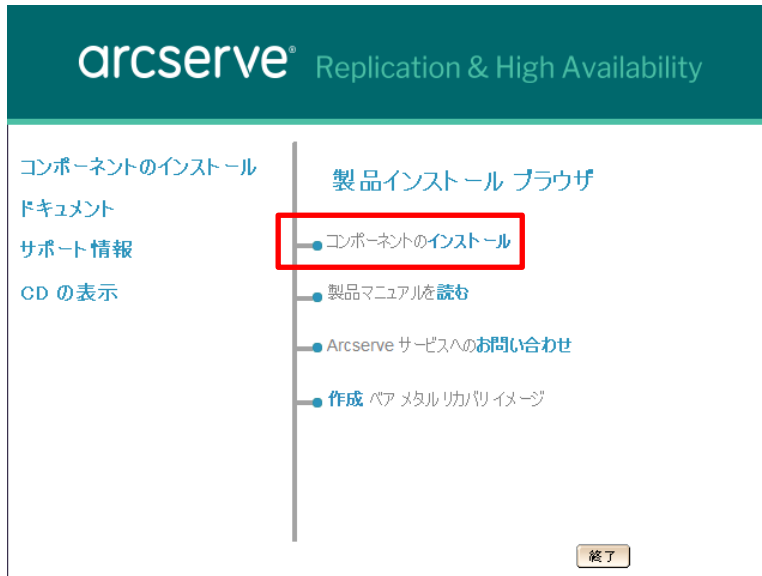 arcserve® Replication & High Availability
コンポーネントのインストール
ドキュメント
サポート情報
CD の表示
製品インストール ブラウザ
コンポーネントのインストール
製品マニュアルを読む
Arcserve サービスへのお問い合わせ
作成 ベア メタル リカバリ イメージ
終了